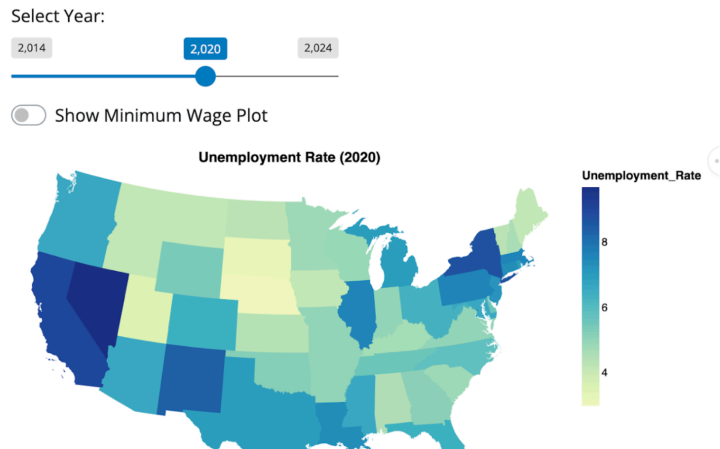 Select Year:
2,014 2,020 2,024
Show Minimum Wage Plot
Unemployment Rate (2020)
Unemployment_Rate
8
6
4